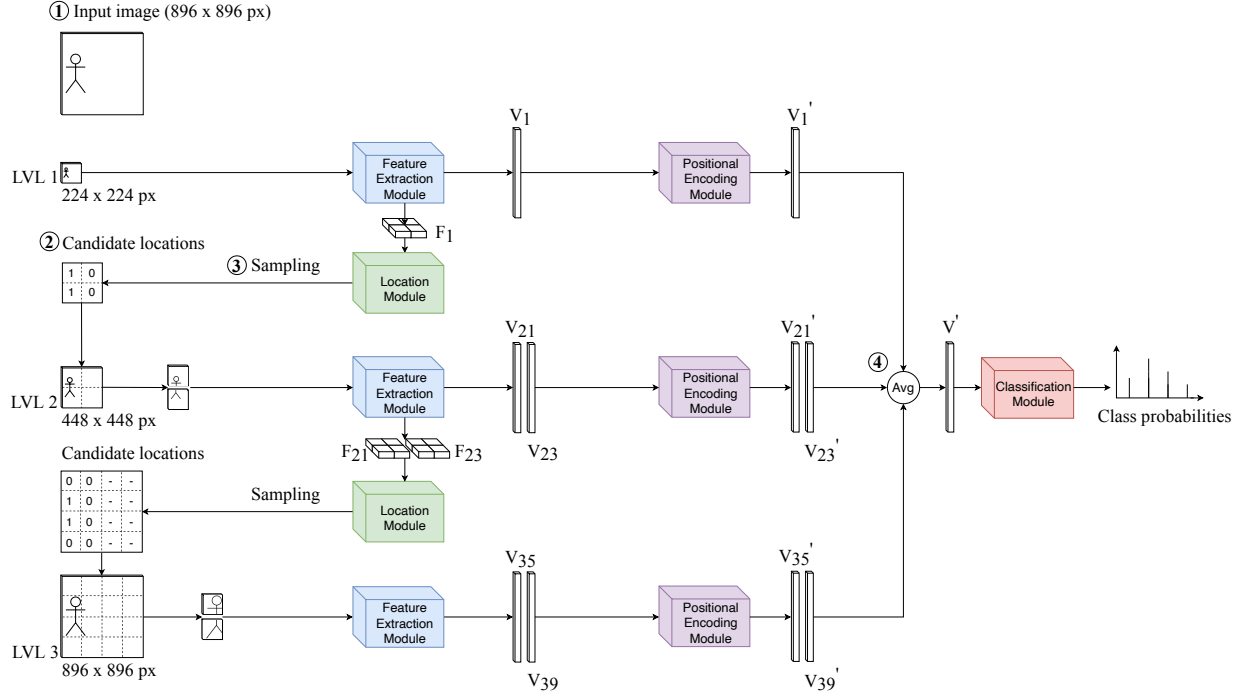 ① Input image (896 x 896 px)
LVL 1
224 x 224 px
Feature Extraction Module
V1
Positional Encoding Module
V1'
F1
② Candidate locations
1 0
1 0
③ Sampling
Location Module
LVL 2
448 x 448 px
Feature Extraction Module
V21
V23
Positional Encoding Module
V21'
V23'
④
Avg
V'
Classification Module
Class probabilities
F21
F23
Candidate locations
0 0 - -
1 0 - -
1 0 - -
0 0 - -
Sampling
Location Module
LVL 3
896 x 896 px
Feature Extraction Module
V35
V39
Positional Encoding Module
V35'
V39'